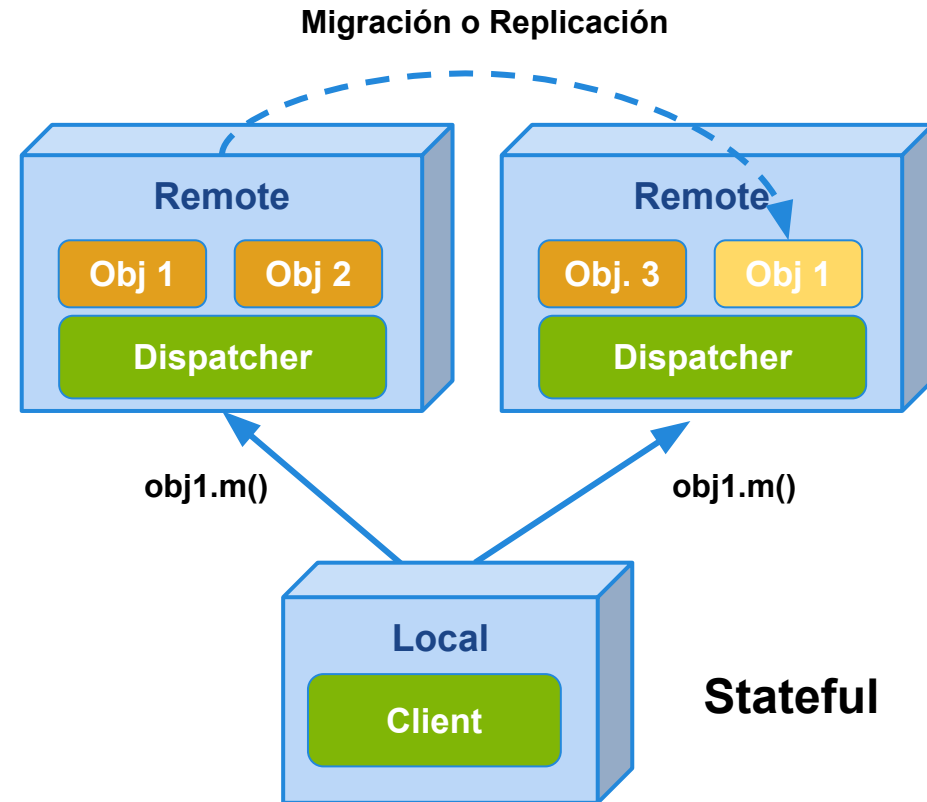 Migración o Replicación
Remote
Remote
Obj 1
Obj 2
Obj. 3
Obj 1
Dispatcher
Dispatcher
obj1.m()
obj1.m()
Local
Client
Stateful